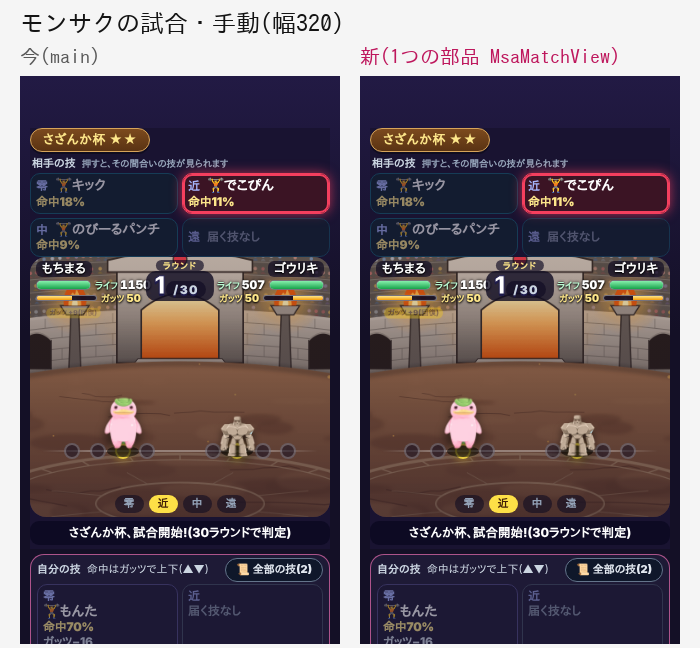 モンサクの試合・手動(幅320)
今(main)
さざんか杯 ★★
相手の技 押すと、その間合いの技が見られます
零 キック
命中18%
近 でこぴん
命中11%
中 のびーるパンチ
命中9%
遠 届く技なし
もちまる
ラウンド
ゴウリキ
ライフ 1150
1 /30
ライフ 507
ガッツ 50
ガッツ 50
零 近 中 遠
さざんか杯、試合開始!(30ラウンドで判定)
自分の技 命中はガッツで上下(▲▼)
全部の技(2)
零
もんた
命中70%
ガッツ-16
近
届く技なし
新(1つの部品 MsaMatchView)
さざんか杯 ★★
相手の技 押すと、その間合いの技が見られます
零 キック
命中18%
近 でこぴん
命中11%
中 のびーるパンチ
命中9%
遠 届く技なし
もちまる
ラウンド
ゴウリキ
ライフ 1150
1 /30
ライフ 507
ガッツ 50
ガッツ 50
零 近 中 遠
さざんか杯、試合開始!(30ラウンドで判定)
自分の技 命中はガッツで上下(▲▼)
全部の技(2)
零
もんた
命中70%
ガッツ-16
近
届く技なし